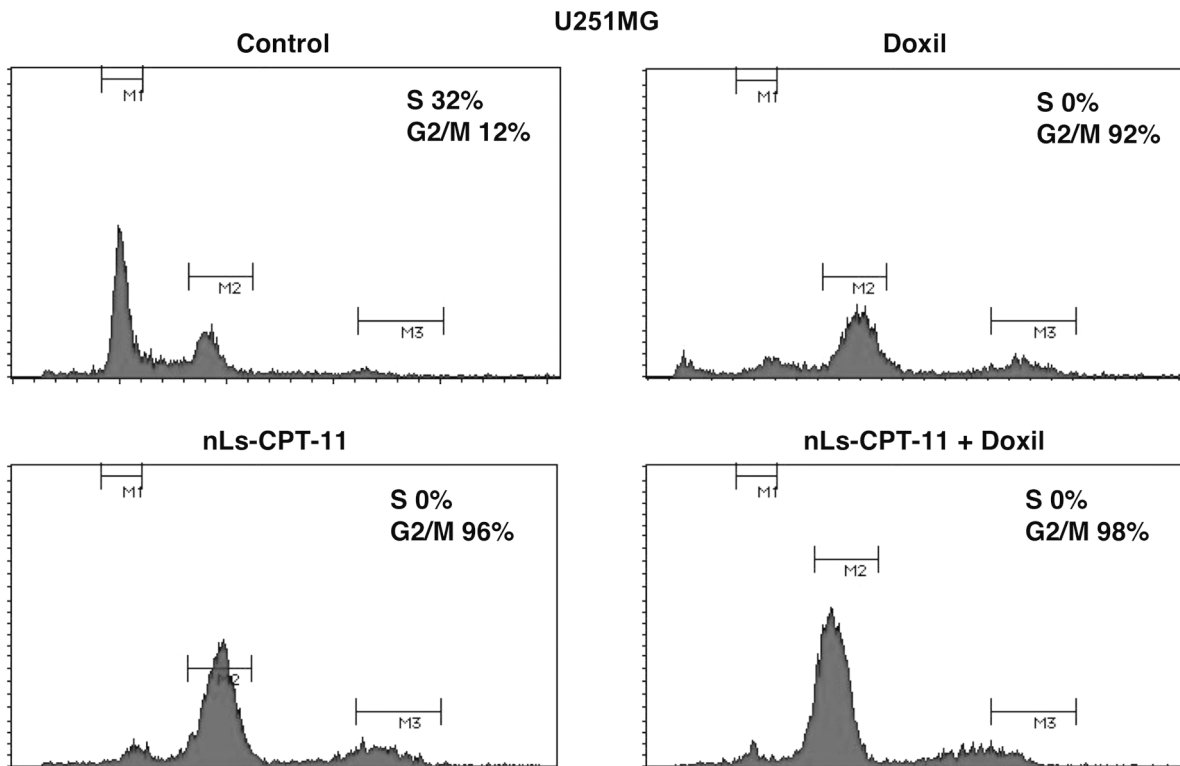 U251MG
Control
M1
S 32%
G2/M 12%
M2
M3
Doxil
M1
S 0%
G2/M 92%
M2
M3
nLs-CPT-11
M1
S 0%
G2/M 96%
M2
M3
nLs-CPT-11 + Doxil
M1
S 0%
G2/M 98%
M2
M3